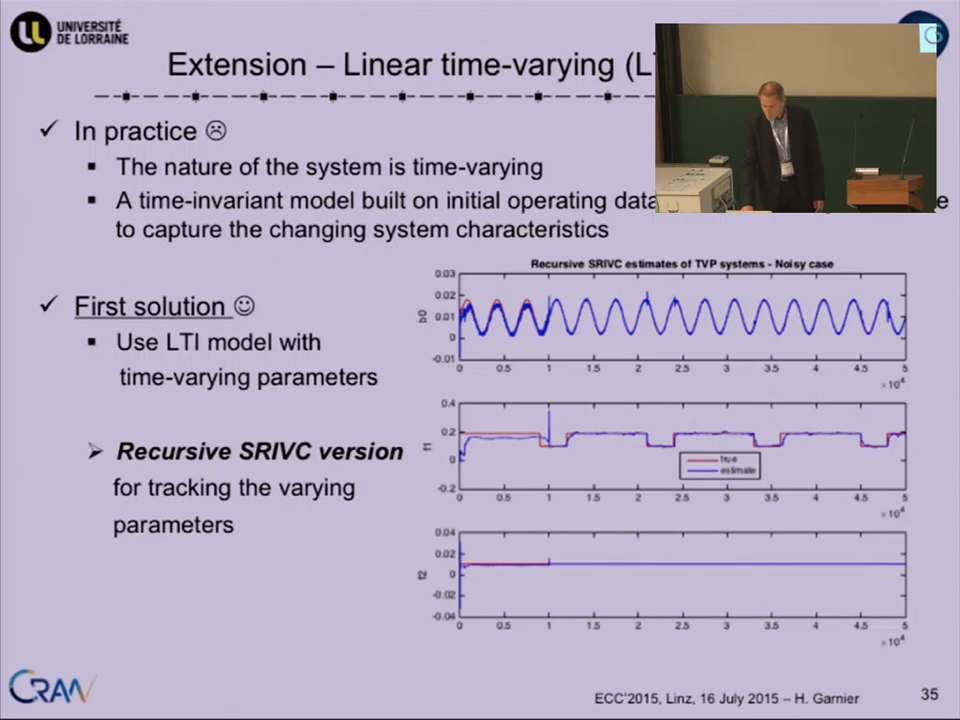 UNIVERSITÉ
DE LORRAINE
Extension – Linear time-varying (L
✓ In practice ☹
▪ The nature of the system is time-varying
▪ A time-invariant model built on initial operating data
to capture the changing system characteristics
✓ First solution ☺
▪ Use LTI model with
time-varying parameters
➢ Recursive SRIVC version
for tracking the varying
parameters
Recursive SRIVC estimates of TVP systems - Noisy case
0.03
0.02
0.01
0
-0.01
b0
0 0.5 1 1.5 2 2.5 3 3.5 4 4.5 5
×10⁴
0.4
0.2
0
-0.2
f1
true
estimate
0 0.5 1 1.5 2 2.5 3 3.5 4 4.5 5
×10⁴
0.04
0.02
0
-0.02
-0.04
f2
0 0.5 1 1.5 2 2.5 3 3.5 4 4.5 5
×10⁴
CRAN
ECC'2015, Linz, 16 July 2015 – H. Garnier
35